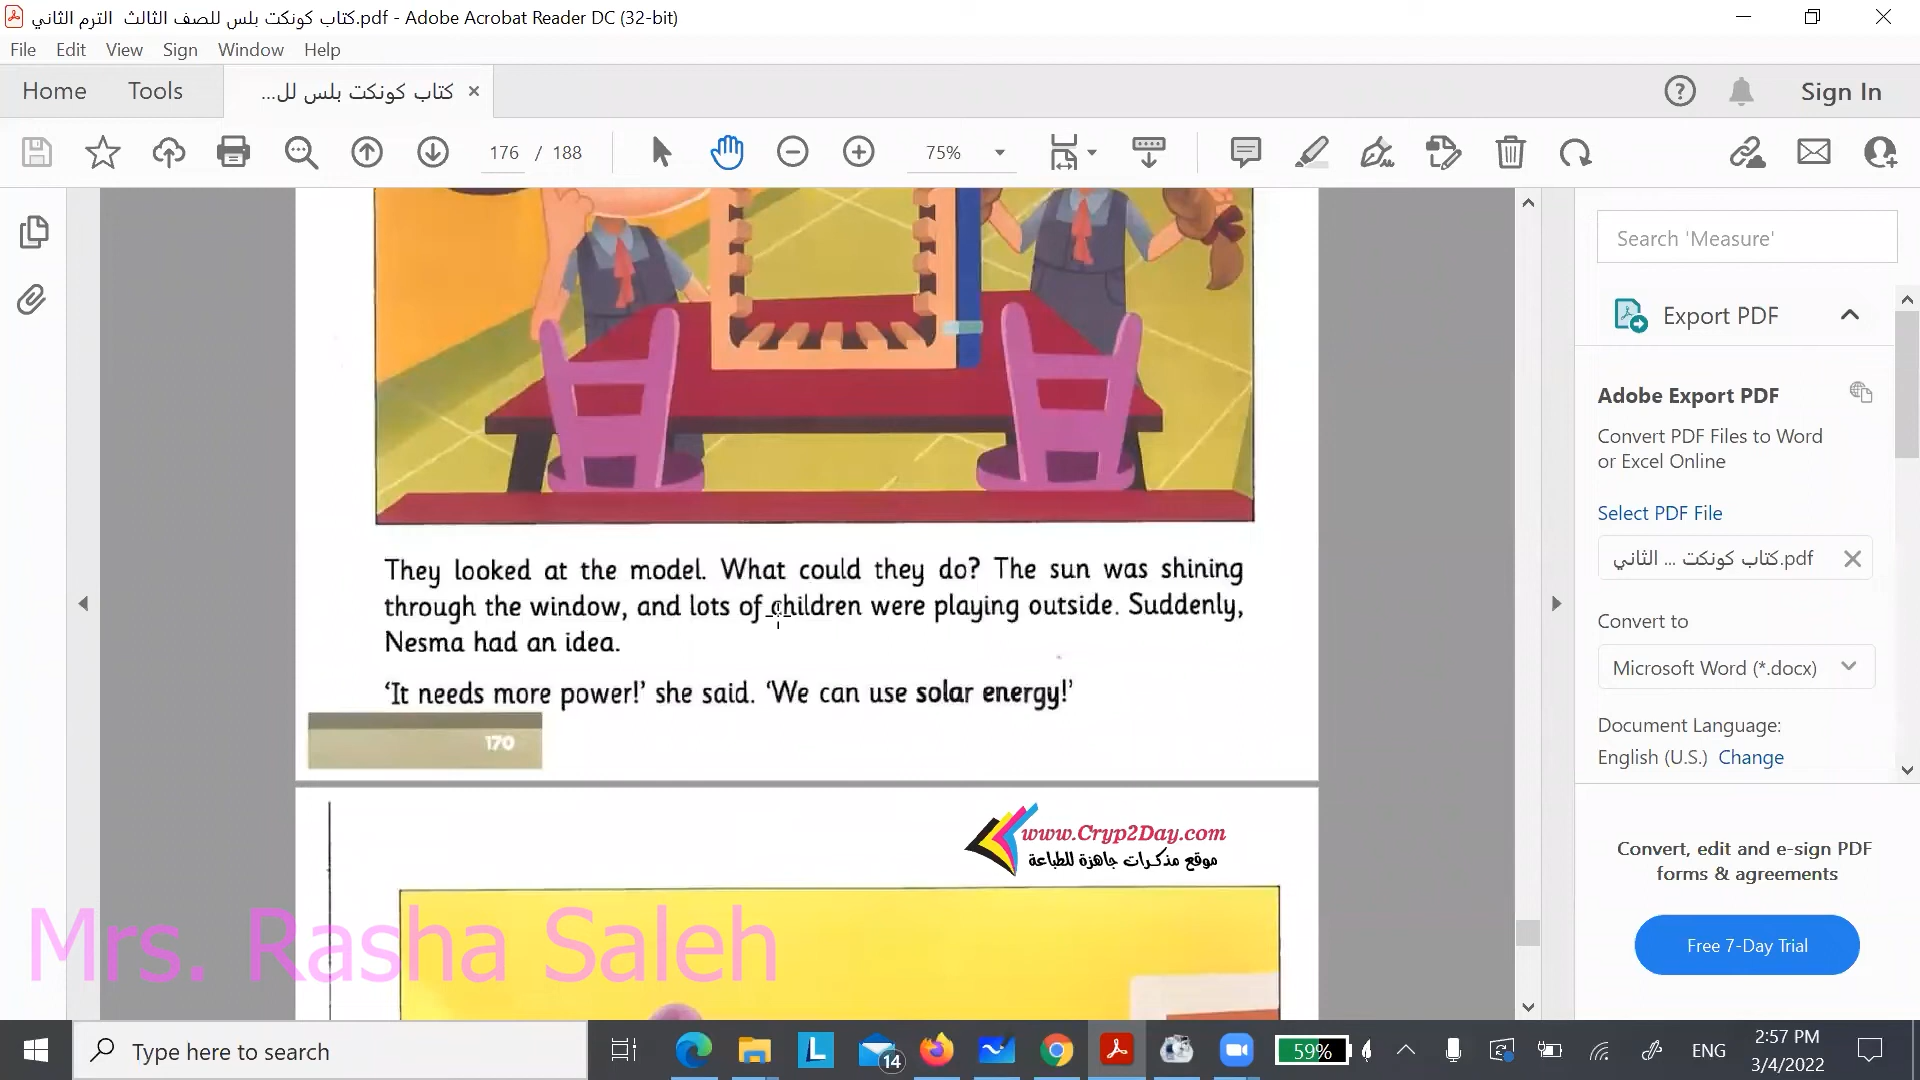 كتاب كونكت بلس للصف الثالث  الترم الثاني.pdf - Adobe Acrobat Reader DC (32-bit)
File Edit View Sign Window Help
Home Tools كتاب كونكت بلس لل... × Sign In
176 / 188 75%
Search 'Measure'
Export PDF
Adobe Export PDF
Convert PDF Files to Word
or Excel Online
Select PDF File
كتاب كونكت ... الثاني.pdf
Convert to
Microsoft Word (*.docx)
Document Language:
English (U.S.) Change
Convert, edit and e-sign PDF
forms & agreements
Free 7-Day Trial
They looked at the model. What could they do? The sun was shining
through the window, and lots of children were playing outside. Suddenly,
Nesma had an idea.
‘It needs more power!’ she said. ‘We can use solar energy!’
170
www.Cryp2Day.com
موقع مذكرات جاهزة للطباعة
Mrs. Rasha Saleh
Type here to search
L
14
59%
ENG
2:57 PM
3/4/2022